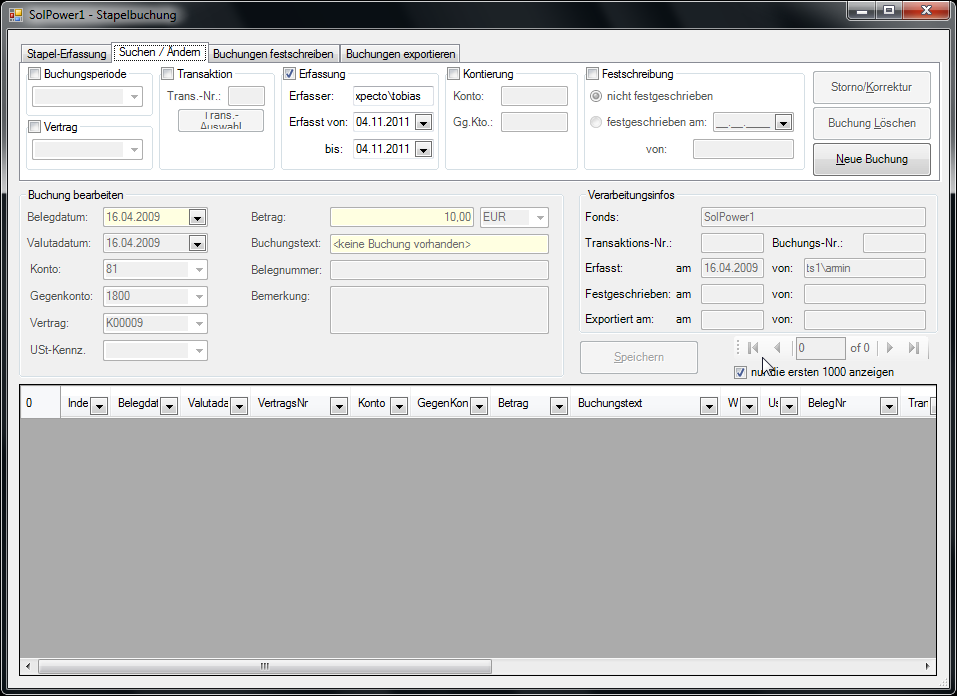 SolPower1 - Stapelbuchung
Stapel-Erfassung Suchen / Ändern Buchungen festschreiben Buchungen exportieren
Buchungsperiode Transaktion Erfassung Kontierung Festschreibung
Trans.-Nr.: Erfasser: xpecto\tobias Konto: nicht festgeschrieben Storno/Korrektur
Vertrag Trans.-Auswahl Erfasst von: 04.11.2011 Gg.Kto.: festgeschrieben am: __.__.____ Buchung Löschen
bis: 04.11.2011 von: Neue Buchung
Buchung bearbeiten Verarbeitungsinfos
Belegdatum: 16.04.2009 Betrag: 10,00 EUR Fonds: SolPower1
Valutadatum: 16.04.2009 Buchungstext: <keine Buchung vorhanden> Transaktions-Nr.: Buchungs-Nr.:
Konto: 81 Belegnummer: Erfasst: am 16.04.2009 von: ts1\armin
Gegenkonto: 1800 Bemerkung: Festgeschrieben: am von:
Vertrag: K00009 Exportiert am: am von:
USt-Kennz. Speichern 0 of 0
nur die ersten 1000 anzeigen
0 Inde Belegdat Valutada VertragsNr Konto GegenKon Betrag Buchungstext W Us BelegNr Tran